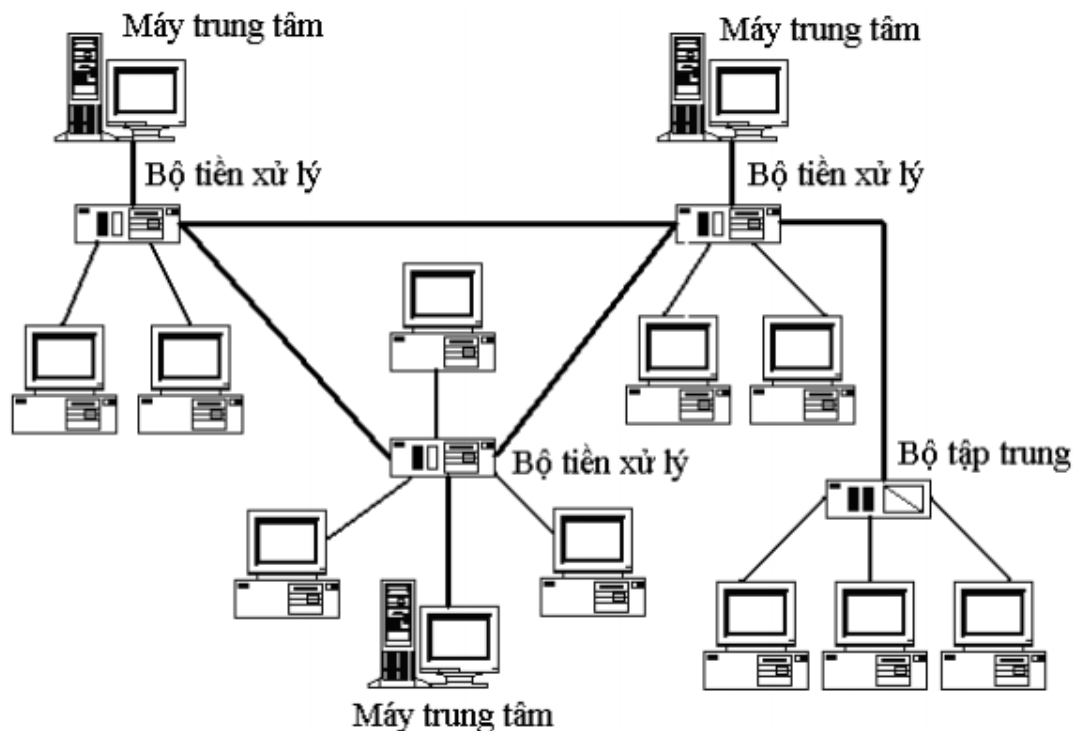 Máy trung tâm
Máy trung tâm
Bộ tiền xử lý
Bộ tiền xử lý
Bộ tiền xử lý
Bộ tập trung
Máy trung tâm